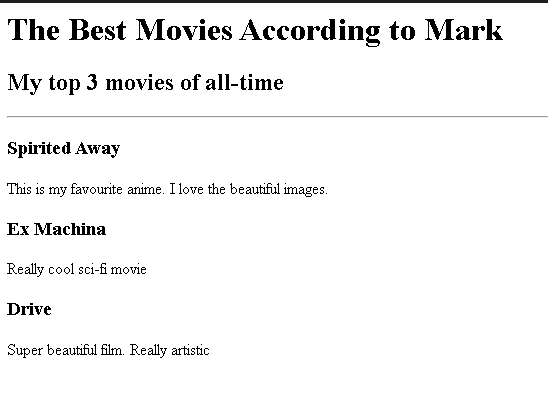 The Best Movies According to Mark
My top 3 movies of all-time
Spirited Away
This is my favourite anime. I love the beautiful images.
Ex Machina
Really cool sci-fi movie
Drive
Super beautiful film. Really artistic